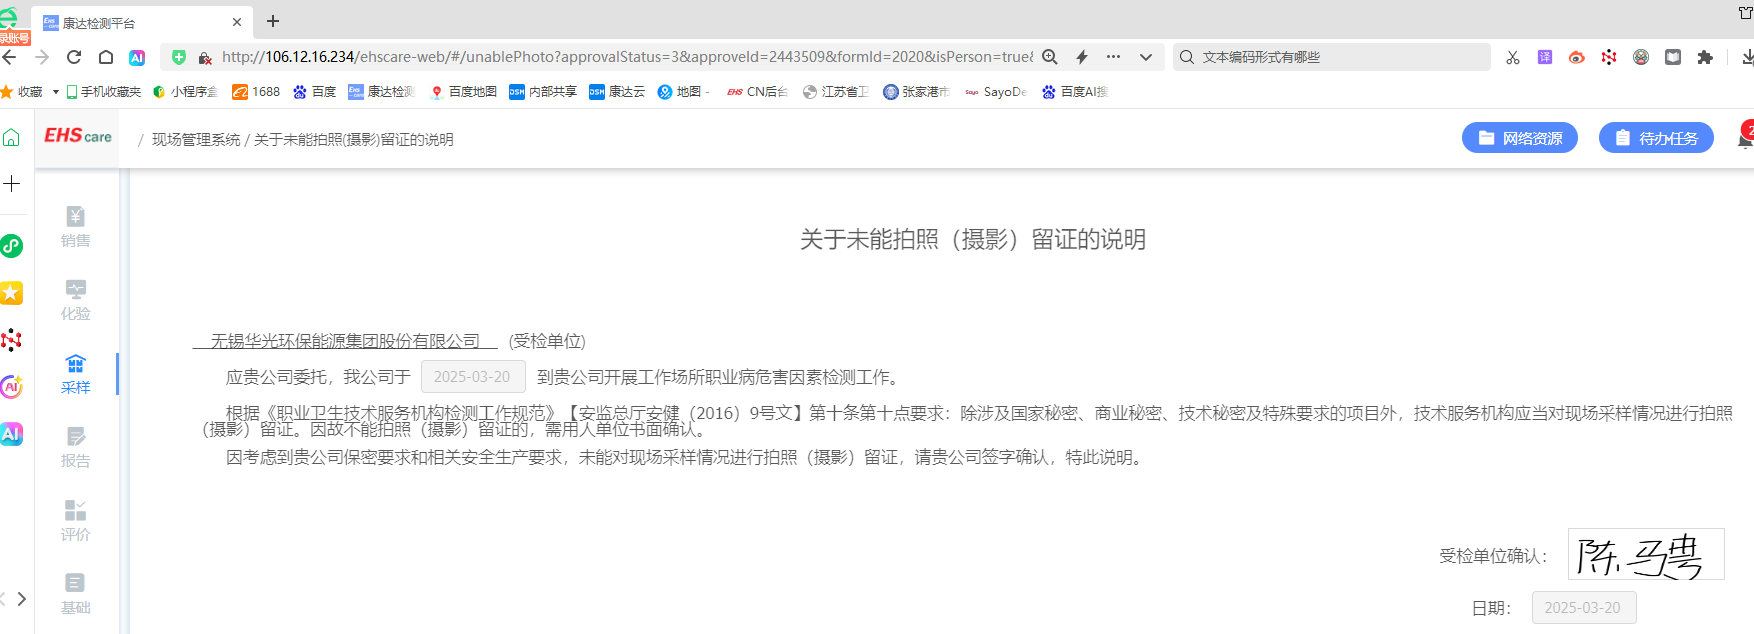 康达检测平台
录账号
http://106.12.16.234/ehscare-web/#/unablePhoto?approvalStatus=3&approveId=2443509&formId=2020&isPerson=true&
文本编码形式有哪些
收藏 手机收藏夹 小程序盒 1688 百度 康达检测 百度地图 内部共享 康达云 地图 - CN后台 江苏省卫 张家港市 SayoDe 百度AI搜
EHS care / 现场管理系统 / 关于未能拍照(摄影)留证的说明 网络资源 待办任务 2
销售
化验
采样
报告
评价
基础
关于未能拍照（摄影）留证的说明
无锡华光环保能源集团股份有限公司 (受检单位)
应贵公司委托，我公司于 2025-03-20 到贵公司开展工作场所职业病危害因素检测工作。
根据《职业卫生技术服务机构检测工作规范》【安监总厅安健（2016）9号文】第十条第十点要求：除涉及国家秘密、商业秘密、技术秘密及特殊要求的项目外，技术服务机构应当对现场采样情况进行拍照
（摄影）留证。因故不能拍照（摄影）留证的，需用人单位书面确认。
因考虑到贵公司保密要求和相关安全生产要求，未能对现场采样情况进行拍照（摄影）留证，请贵公司签字确认，特此说明。
受检单位确认： 陈马骋
日期： 2025-03-20